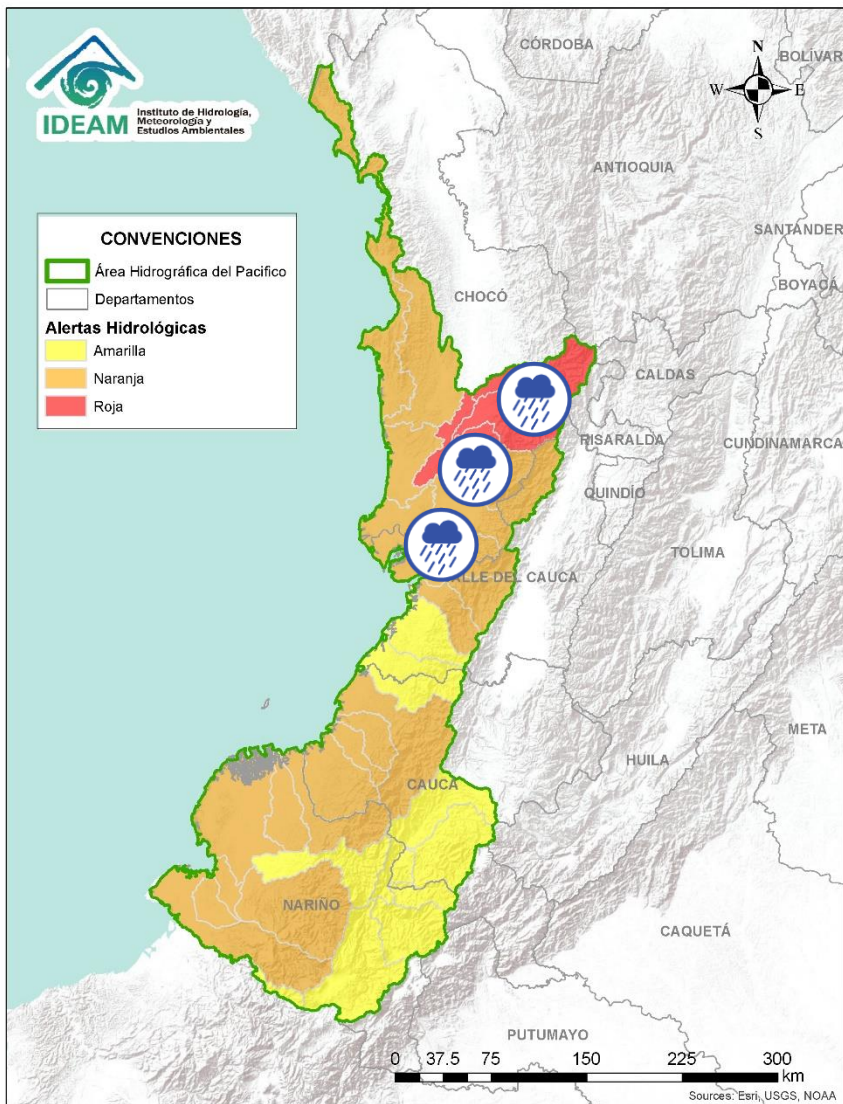 IDEAM
Instituto de Hidrología,
Meteorología y
Estudios Ambientales
CÓRDOBA
BOLÍVAR
N
W E
S
ANTIOQUIA
SANTANDER
CONVENCIONES
Área Hidrográfica del Pacifico
Departamentos
Alertas Hidrológicas
Amarilla
Naranja
Roja
BOYACÁ
CHOCÓ
CALDAS
RISARALDA
CUNDINAMARCA
QUINDÍO
TOLIMA
ALLE DEL CAUCA
META
HUILA
CAUCA
NARIÑO
CAQUETÁ
PUTUMAYO
0 37.5 75 150 225 300
km
Sources: Esri, USGS, NOAA